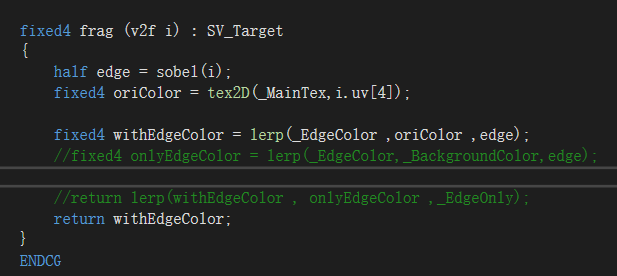 fixed4 frag (v2f i) : SV_Target
{
half edge = sobel(i);
fixed4 oriColor = tex2D(_MainTex,i.uv[4]);
fixed4 withEdgeColor = lerp(_EdgeColor ,oriColor ,edge);
//fixed4 onlyEdgeColor = lerp(_EdgeColor,_BackgroundColor,edge);
//return lerp(withEdgeColor , onlyEdgeColor ,_EdgeOnly);
return withEdgeColor;
}
ENDCG